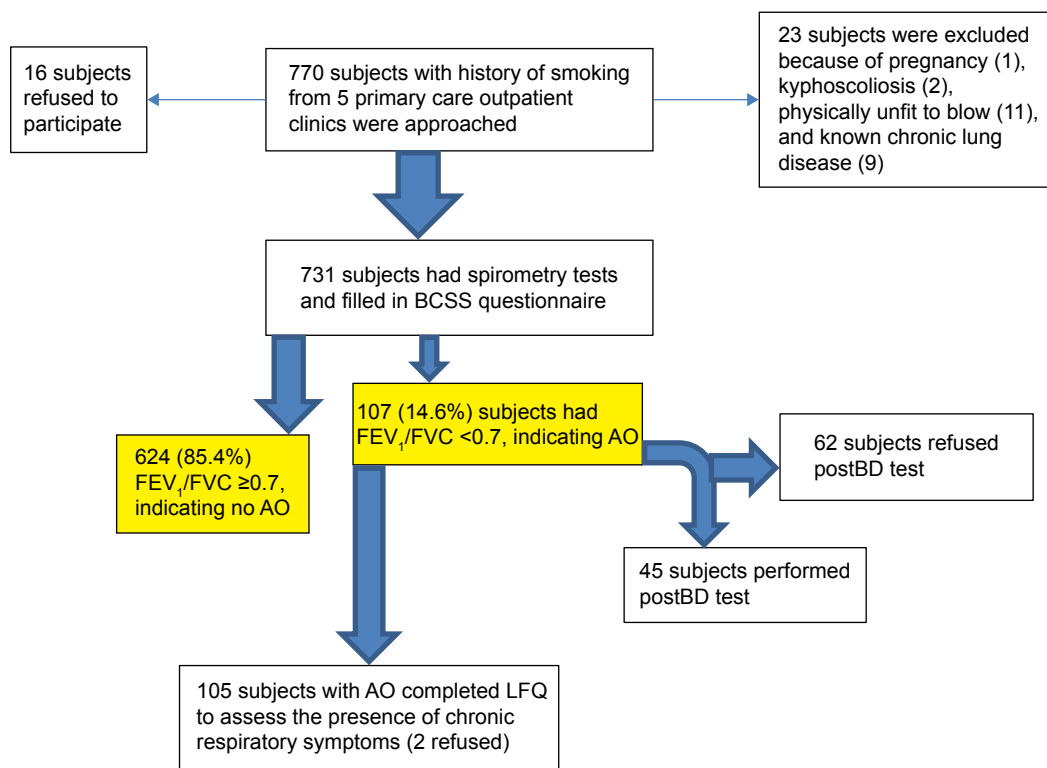 16 subjects
refused to
participate
770 subjects with history of smoking
from 5 primary care outpatient
clinics were approached
23 subjects were excluded
because of pregnancy (1),
kyphoscoliosis (2),
physically unfit to blow (11),
and known chronic lung
disease (9)
731 subjects had spirometry tests
and filled in BCSS questionnaire
624 (85.4%)
FEV₁/FVC ≥0.7,
indicating no AO
107 (14.6%) subjects had
FEV₁/FVC <0.7, indicating AO
62 subjects refused
postBD test
45 subjects performed
postBD test
105 subjects with AO completed LFQ
to assess the presence of chronic
respiratory symptoms (2 refused)